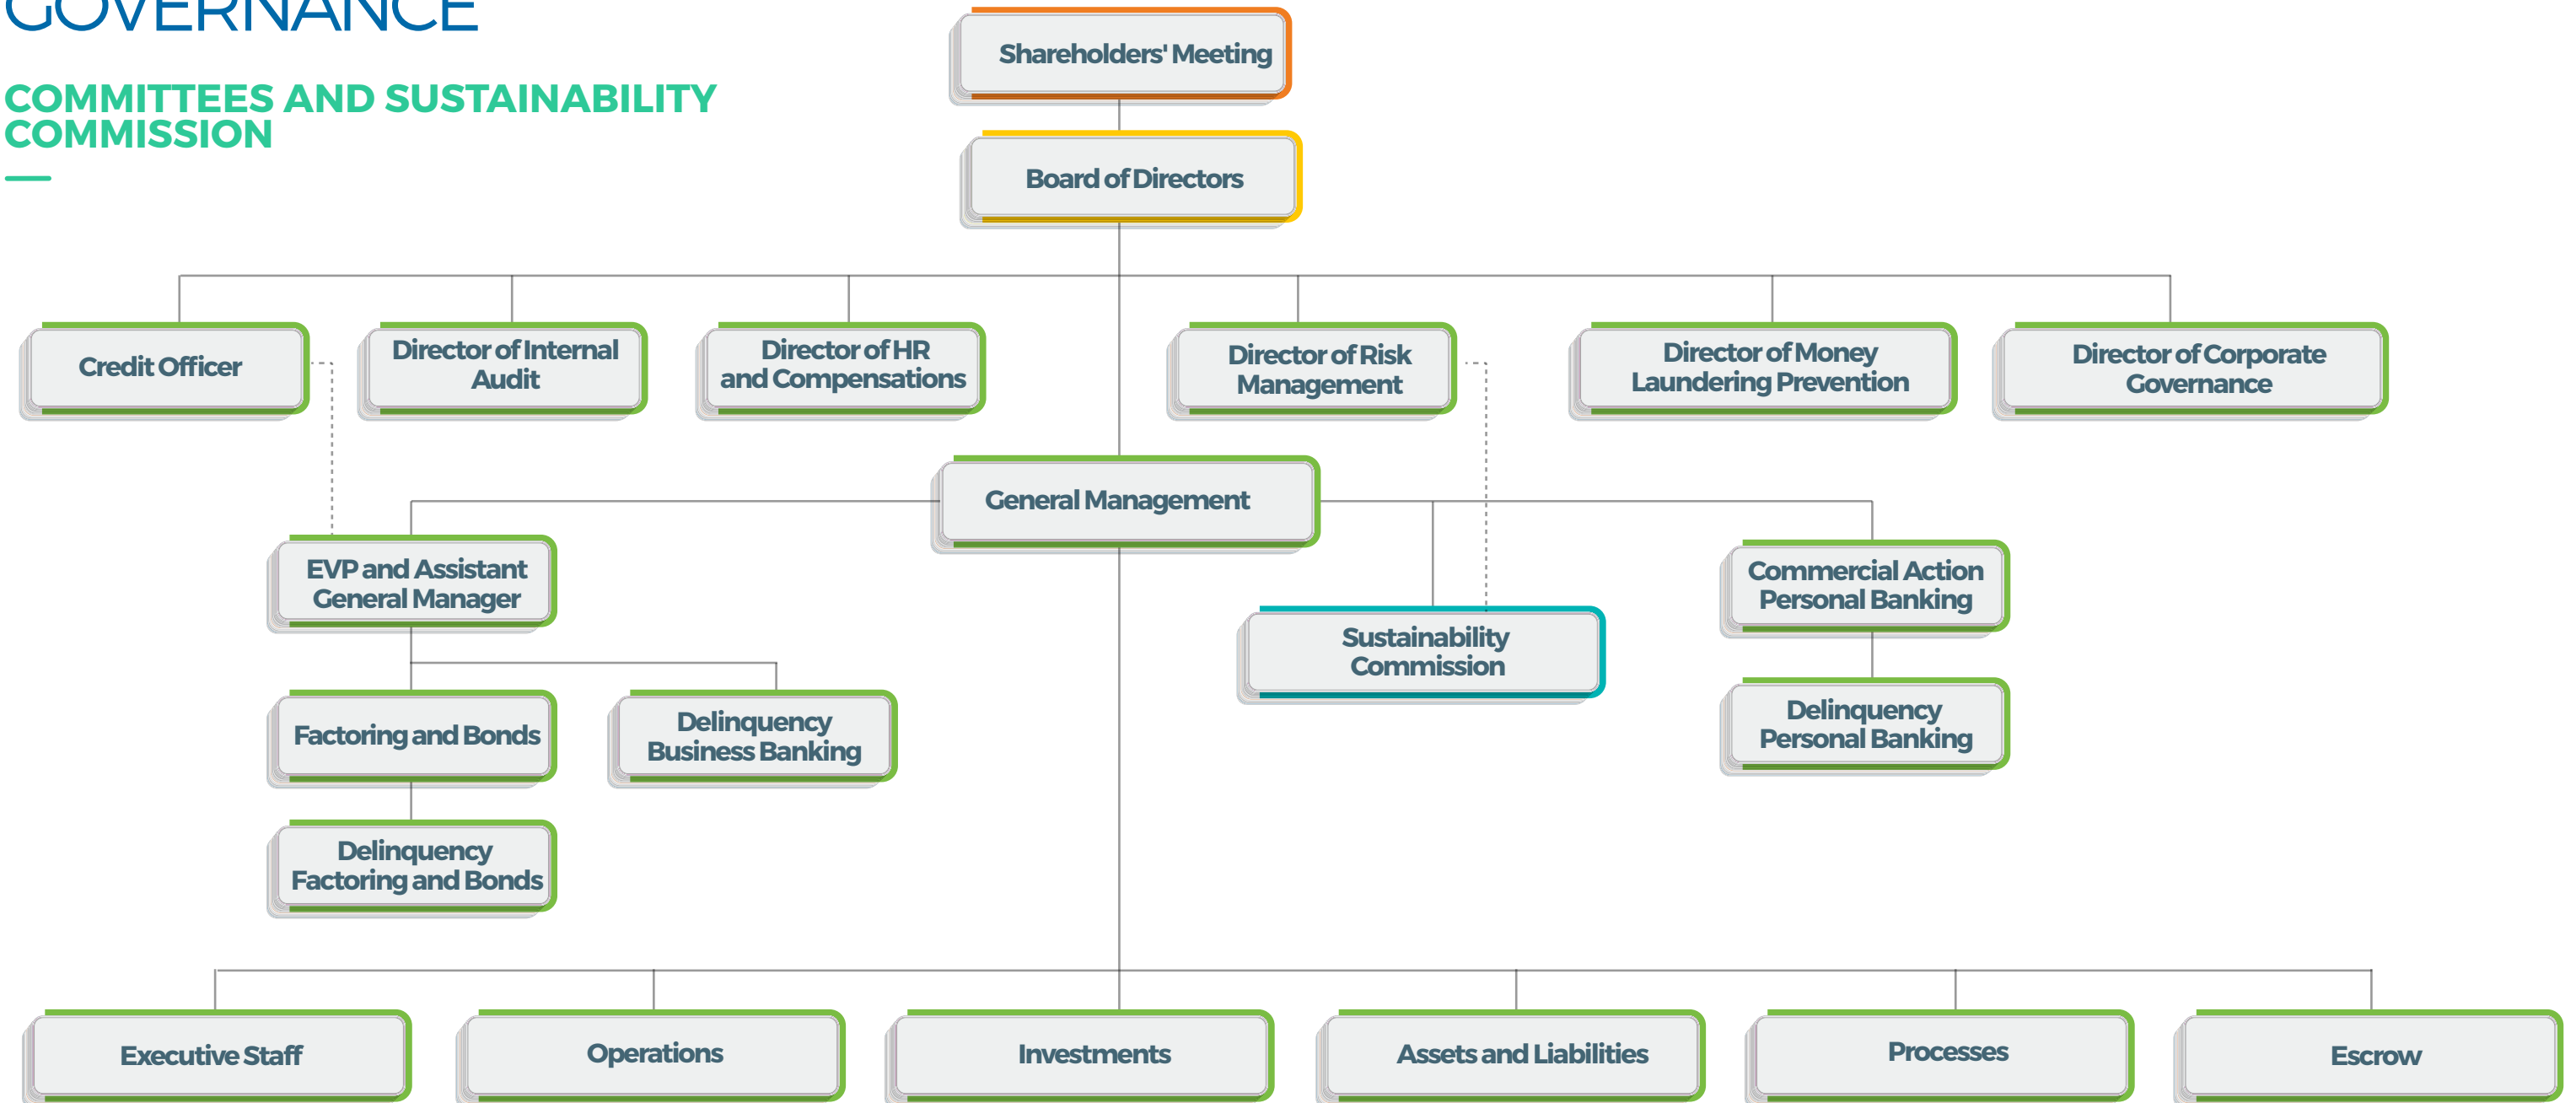 GOVERNANCE
COMMITTEES AND SUSTAINABILITY
COMMISSION
Shareholders' Meeting
Board of Directors
Credit Officer
Director of Internal
Audit
Director of HR
and Compensations
Director of Risk
Management
Director of Money
Laundering Prevention
Director of Corporate
Governance
General Management
EVP and Assistant
General Manager
Commercial Action
Personal Banking
Sustainability
Commission
Factoring and Bonds
Delinquency
Business Banking
Delinquency
Personal Banking
Delinquency
Factoring and Bonds
Executive Staff
Operations
Investments
Assets and Liabilities
Processes
Escrow